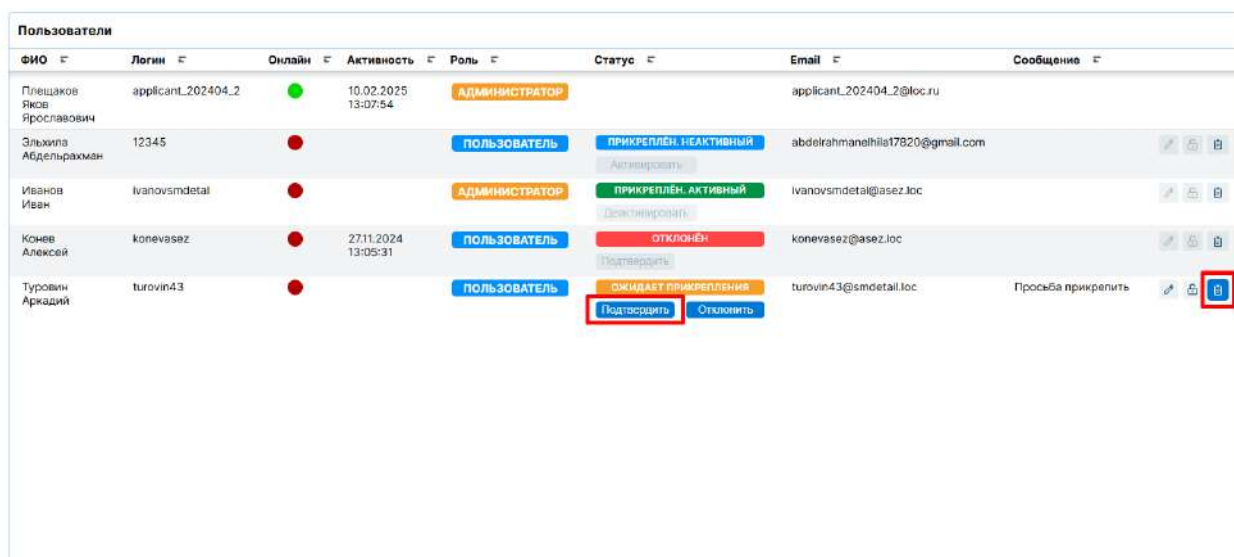 Пользователи
ФИО Логин Онлайн Активность Роль Статус Email Сообщение
Плещаков applicant_202404_2 10.02.2025 АДМИНИСТРАТОР applicant_202404_2@loc.ru
Яков 13:07:54
Ярославович
Эльхила 12345 ПОЛЬЗОВАТЕЛЬ ПРИКРЕПЛЁН. НЕАКТИВНЫЙ abdelrahmanelhila17820@gmail.com
Абдельрахман Активировать
Иванов ivanovsmdetal АДМИНИСТРАТОР ПРИКРЕПЛЁН. АКТИВНЫЙ ivanovsmdetal@asez.loc
Иван Деактивировать
Конев konevasez 27.11.2024 ПОЛЬЗОВАТЕЛЬ ОТКЛОНЁН konevasez@asez.loc
Алексей 13:05:31 Подтвердить
Туровин turovin43 ПОЛЬЗОВАТЕЛЬ ОЖИДАЕТ ПРИКРЕПЛЕНИЯ turovin43@smdetail.loc Просьба прикрепить
Аркадий Подтвердить Отклонить